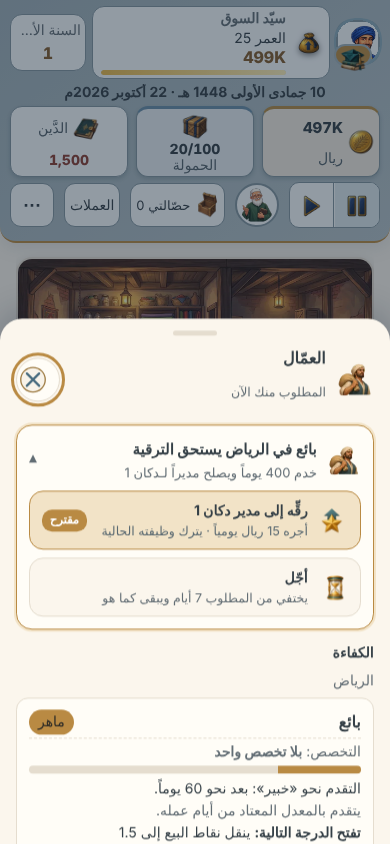 سيّد السوق
العمر 25
499K
السنة الأ...
1
10 جمادى الأولى 1448 هـ · 22 أكتوبر 2026م
497K
ريال
20/100
الحمولة
الدَّين
1,500
حصّالتي 0
العملات
...
العمّال
المطلوب منك الآن
بائع في الرياض يستحق الترقية
خدم 400 يوماً ويصلح مديراً لـدكان 1
▲
رقِّه إلى مدير دكان 1
أجره 15 ريال يومياً · يترك وظيفته الحالية
مقترح
أجّل
يختفي من المطلوب 7 أيام ويبقى كما هو
الكفاءة
الرياض
بائع
ماهر
التخصص: بلا تخصص واحد
التقدم نحو «خبير»: بعد نحو 60 يوماً.
يتقدم بالمعدل المعتاد من أيام عمله.
تفتح الدرجة التالية: ينقل نقاط البيع إلى 1.5